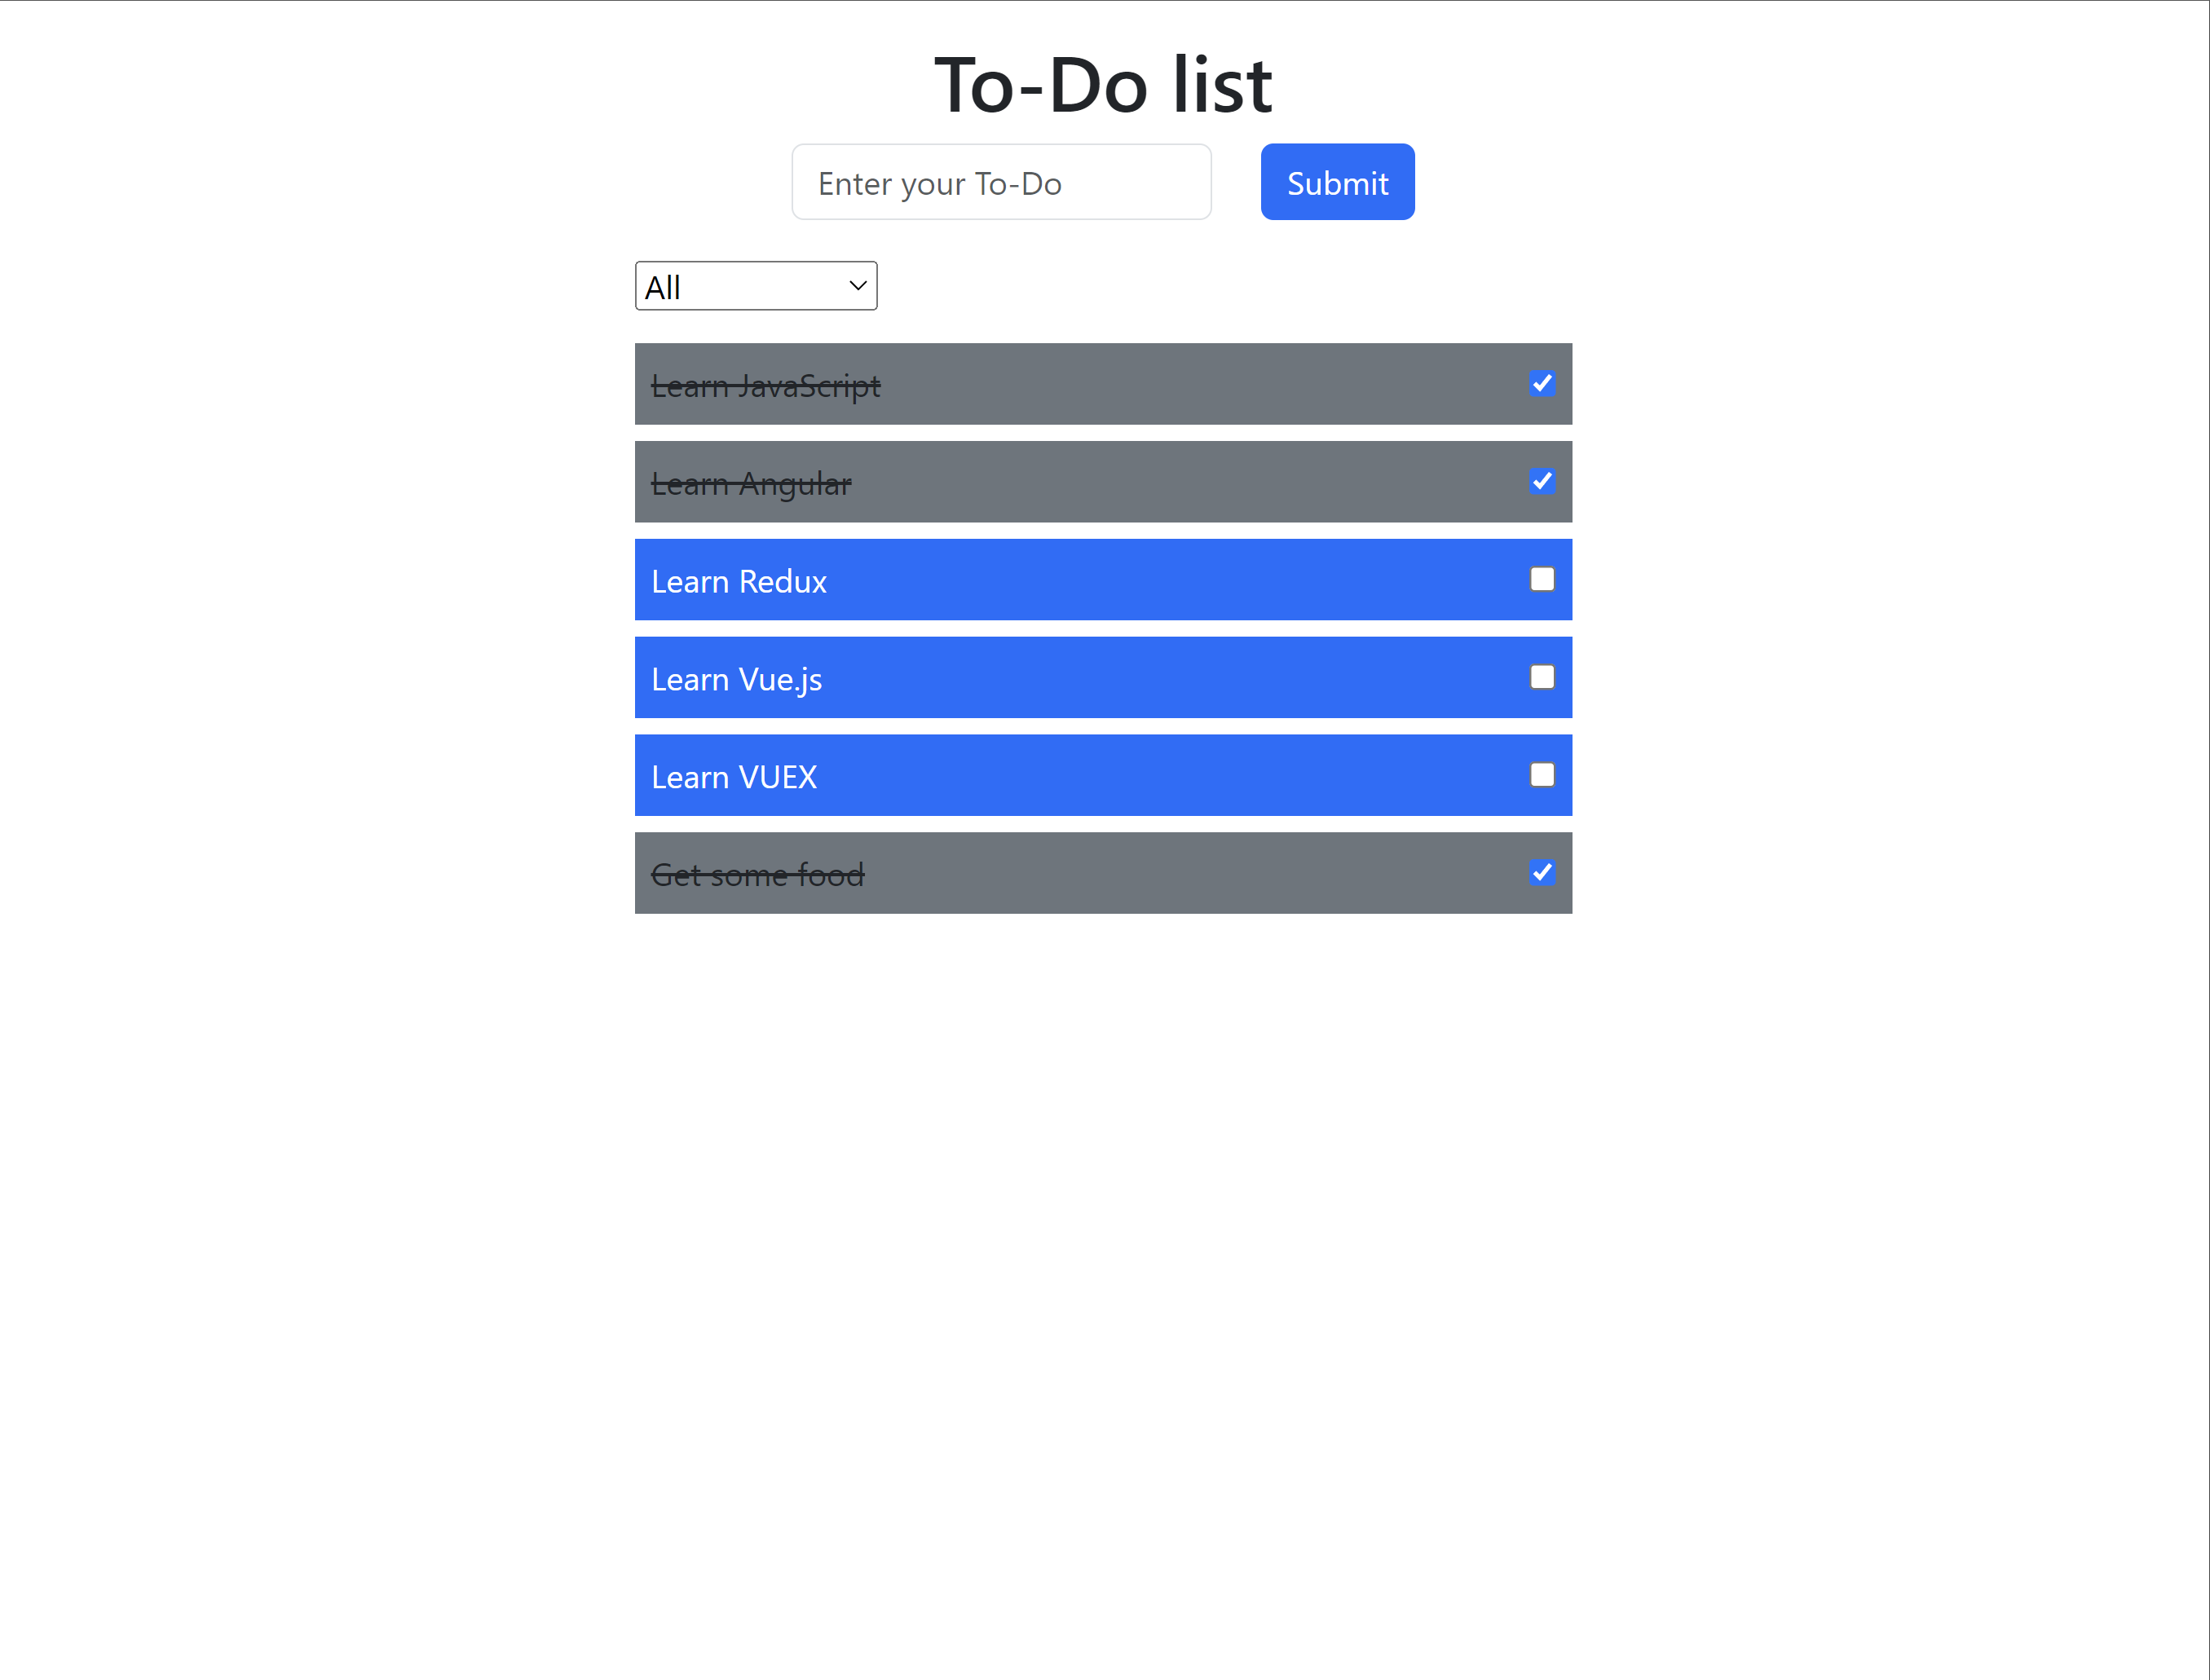 To-Do list
Enter your To-Do
Submit
All
Learn JavaScript
Learn Angular
Learn Redux
Learn Vue.js
Learn VUEX
Get some food